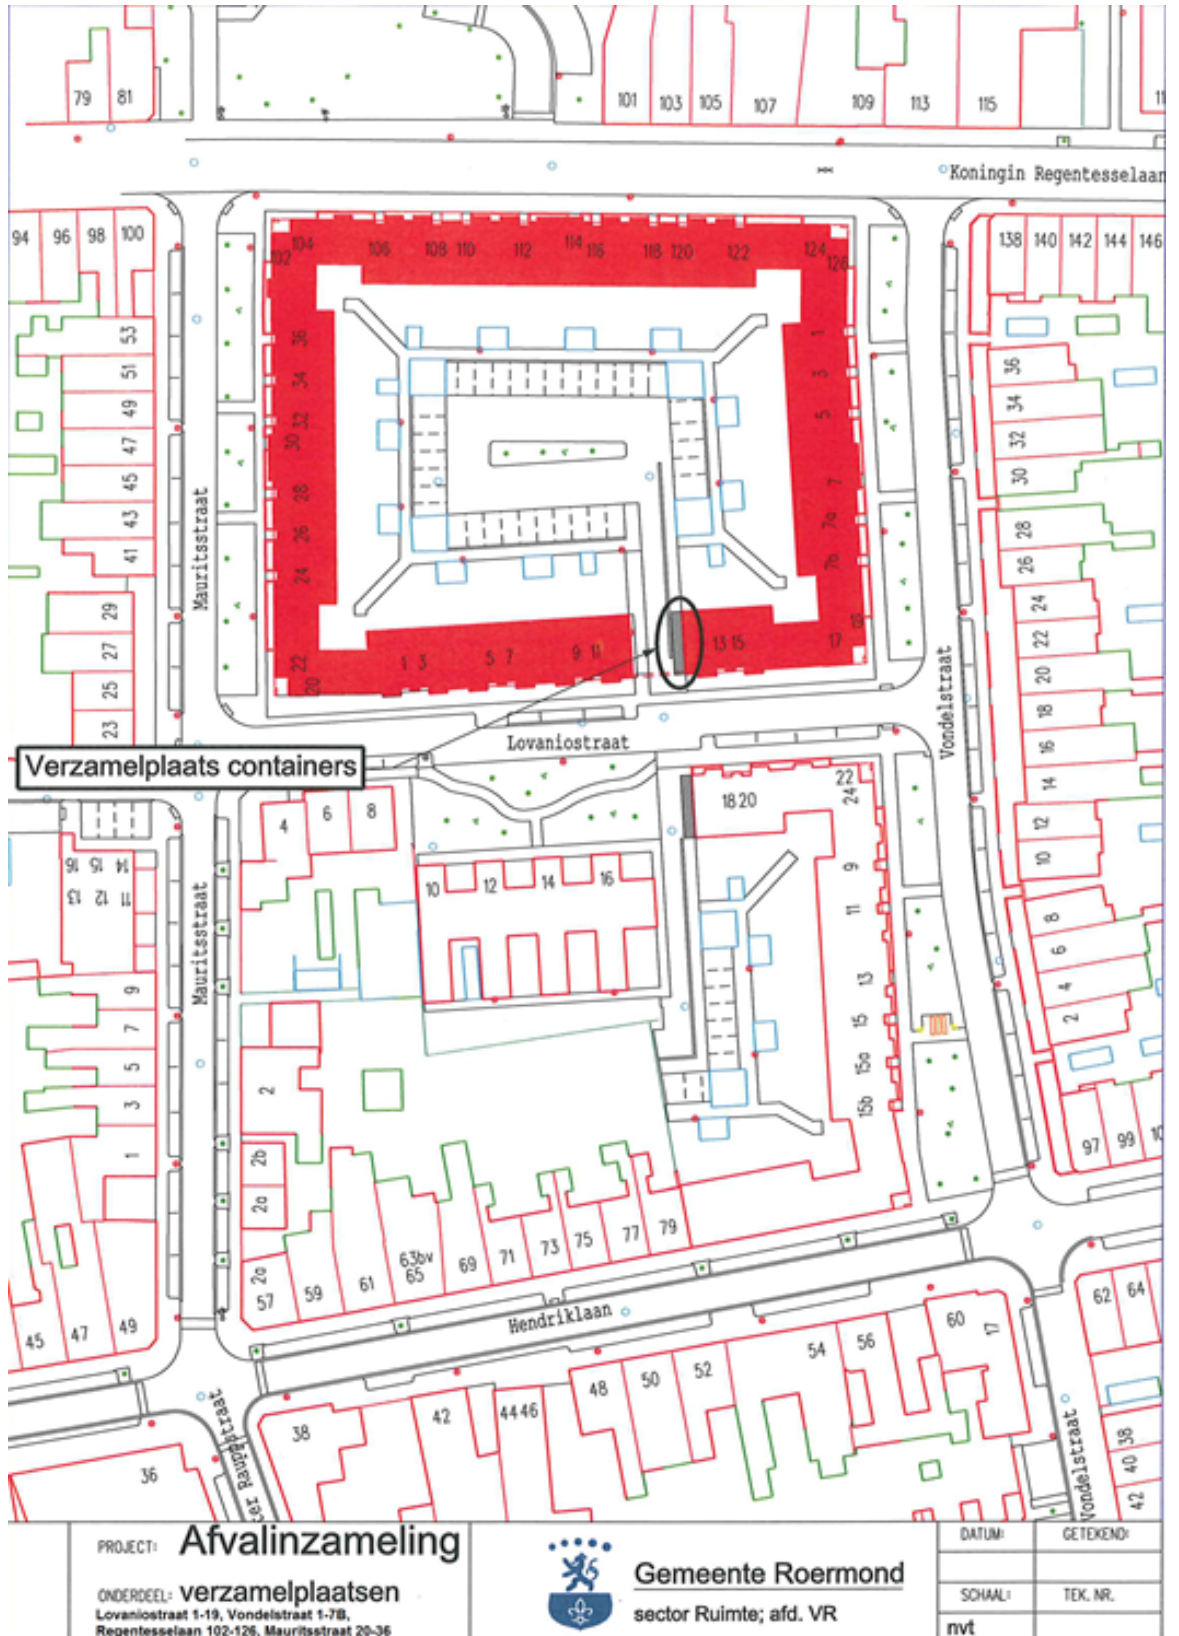 79 81 101 103 105 107 109 113 115 11
Koningin Regentesselaan
94 96 98 100
102 104 106 108 110 112 114 116 118 120 122 124 126
138 140 142 144 146
53
51
49
47
45
43
41
29
27
25
23
Mauritsstraat
36
34
32
30
28
26
24
22
20
1
3
5
7
7a
7b
19
17
1 3 5 7 9 11 13 15
36
34
32
30
28
26
24
22
20
18
16
14
12
10
8
6
4
2
Vondelstraat
Lovaniostraat
Verzamelplaats containers
4 6 8
18 20 22
24
10 12 14 16
9
11
13
15
15a
15b
16 15 14
13 12 11
Mauritsstraat
9
7
5
3
1
2
2b
2a
97 99 10
2a
57 59 61 63bv
65 69 71 73 75 77 79
45 47 49
Hendriklaan
62 64
60 17
54 56
48 50 52
38 42 44 46
36
38
40
42
Vondelstraat
PROJECT: Afvalinzameling
ONDERDEEL: verzamelplaatsen
Lovaniostraat 1-19, Vondelstraat 1-7B,
Regentesselaan 102-126, Mauritsstraat 20-36
Gemeente Roermond
sector Ruimte; afd. VR
DATUM: GETEKEND:
SCHAAL: TEK. NR.
nvt